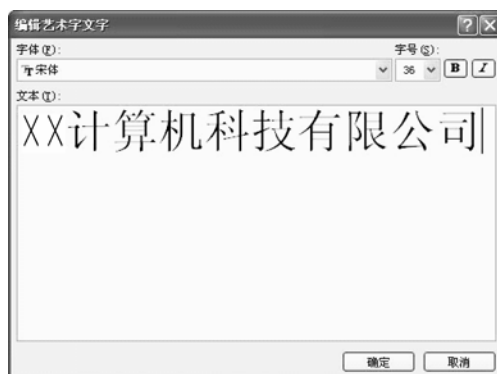 编辑艺术字文字
字体(F):
字号(S):
宋体
36
B
I
文本(T):
XX计算机科技有限公司
确定
取消